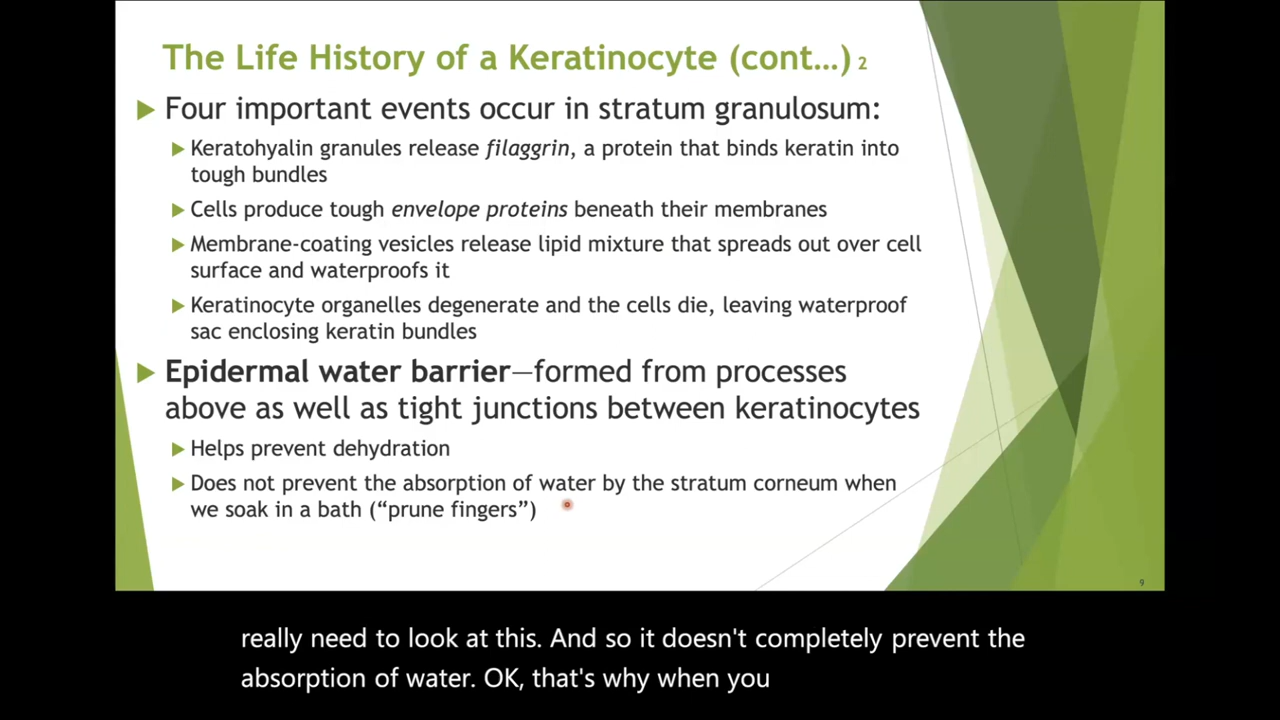 The Life History of a Keratinocyte (cont…) 2
Four important events occur in stratum granulosum:
Keratohyalin granules release filaggrin, a protein that binds keratin into
tough bundles
Cells produce tough envelope proteins beneath their membranes
Membrane-coating vesicles release lipid mixture that spreads out over cell
surface and waterproofs it
Keratinocyte organelles degenerate and the cells die, leaving waterproof
sac enclosing keratin bundles
Epidermal water barrier—formed from processes
above as well as tight junctions between keratinocytes
Helps prevent dehydration
Does not prevent the absorption of water by the stratum corneum when
we soak in a bath (“prune fingers”)
9
really need to look at this. And so it doesn't completely prevent the
absorption of water. OK, that's why when you